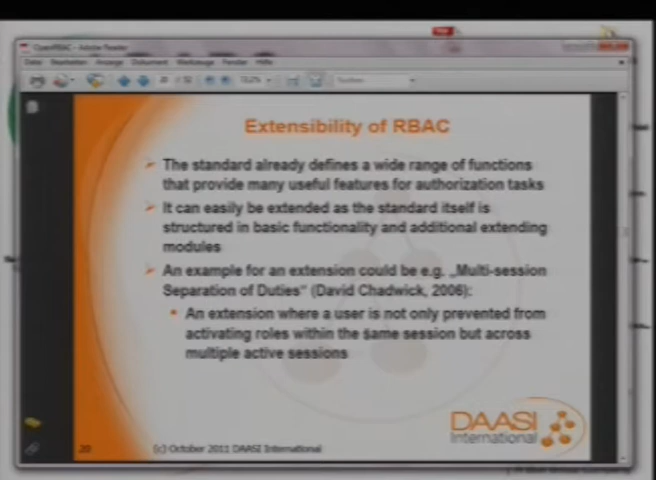 OpenRBAC - Adobe Reader
Datei Bearbeiten Anzeige Dokument Werkzeuge Fenster Hilfe
Extensibility of RBAC
The standard already defines a wide range of functions
that provide many useful features for authorization tasks
It can easily be extended as the standard itself is
structured in basic functionality and additional extending
modules
An example for an extension could be e.g. „Multi-session
Separation of Duties“ (David Chadwick, 2006):
An extension where a user is not only prevented from
activating roles within the same session but across
multiple active sessions
DAASI
International
20 (c) October 2011 DAASI International